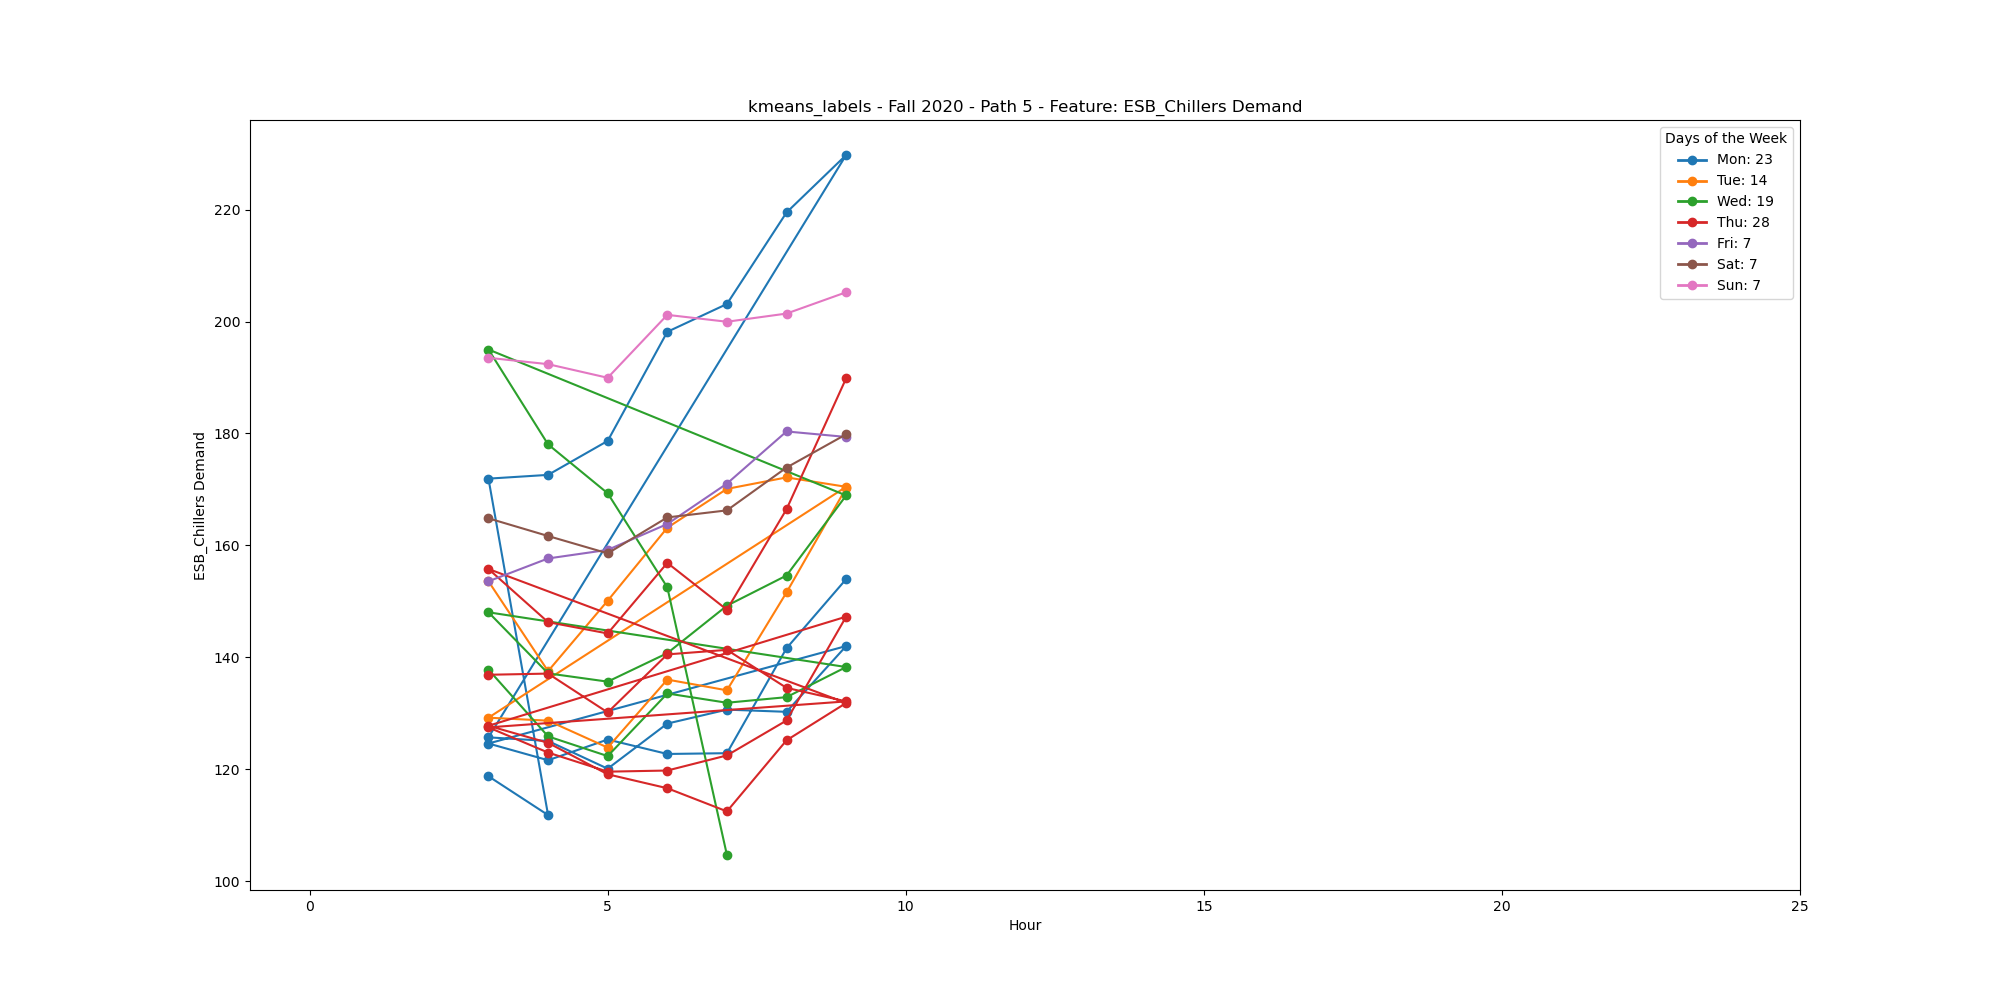 kmeans_labels - Fall 2020 - Path 5 - Feature: ESB_Chillers Demand
Days of the Week
Mon: 23
Tue: 14
Wed: 19
Thu: 28
Fri: 7
Sat: 7
Sun: 7
ESB_Chillers Demand
220
200
180
160
140
120
100
0 5 10 15 20 25
Hour